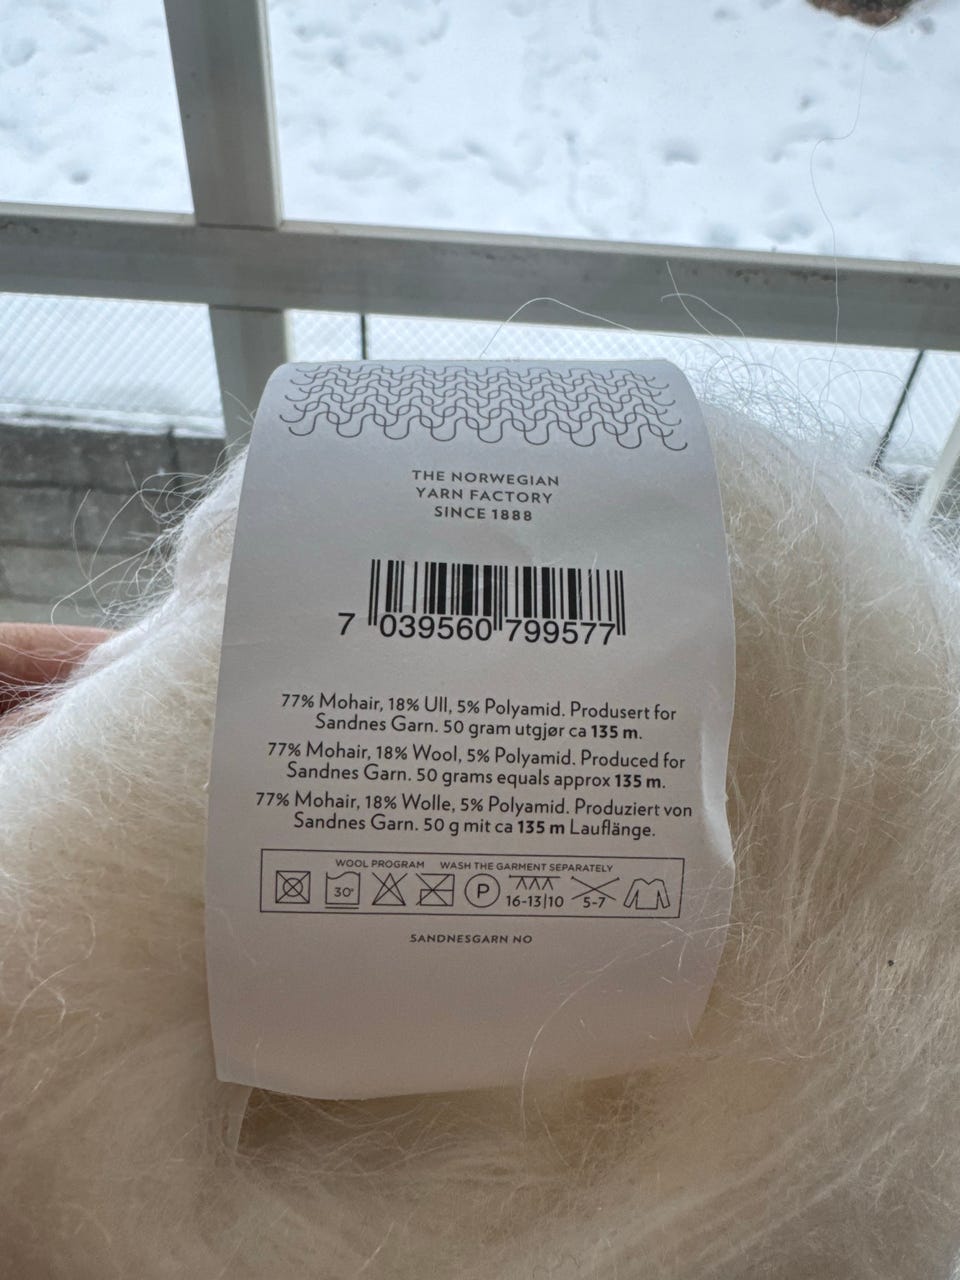 THE NORWEGIAN
YARN FACTORY
SINCE 1888
7 039560 799577
77% Mohair, 18% Ull, 5% Polyamid. Produsert for
Sandnes Garn. 50 gram utgjør ca 135 m.
77% Mohair, 18% Wool, 5% Polyamid. Produced for
Sandnes Garn. 50 grams equals approx 135 m.
77% Mohair, 18% Wolle, 5% Polyamid. Produziert von
Sandnes Garn. 50 g mit ca 135 m Lauflänge.
WOOL PROGRAM WASH THE GARMENT SEPARATELY
30° P 16-13|10 5-7
SANDNESGARN NO